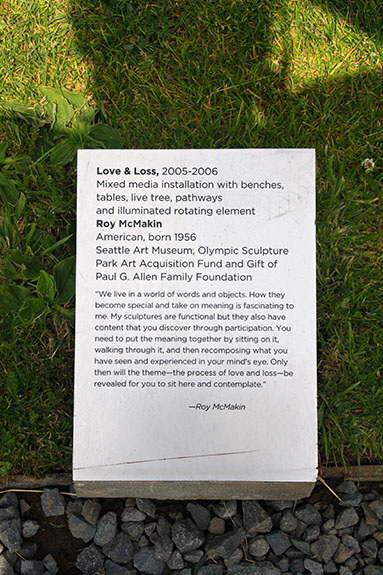 Love & Loss, 2005-2006
Mixed media installation with benches,
tables, live tree, pathways
and illuminated rotating element
Roy McMakin
American, born 1956
Seattle Art Museum, Olympic Sculpture
Park Art Acquisition Fund and Gift of
Paul G. Allen Family Foundation
"We live in a world of words and objects. How they
become special and take on meaning is fascinating to
me. My sculptures are functional but they also have
content that you discover through participation. You
need to put the meaning together by sitting on it,
walking through it, and then recomposing what you
have seen and experienced in your mind's eye. Only
then will the theme—the process of love and loss—be
revealed for you to sit here and contemplate."
—Roy McMakin